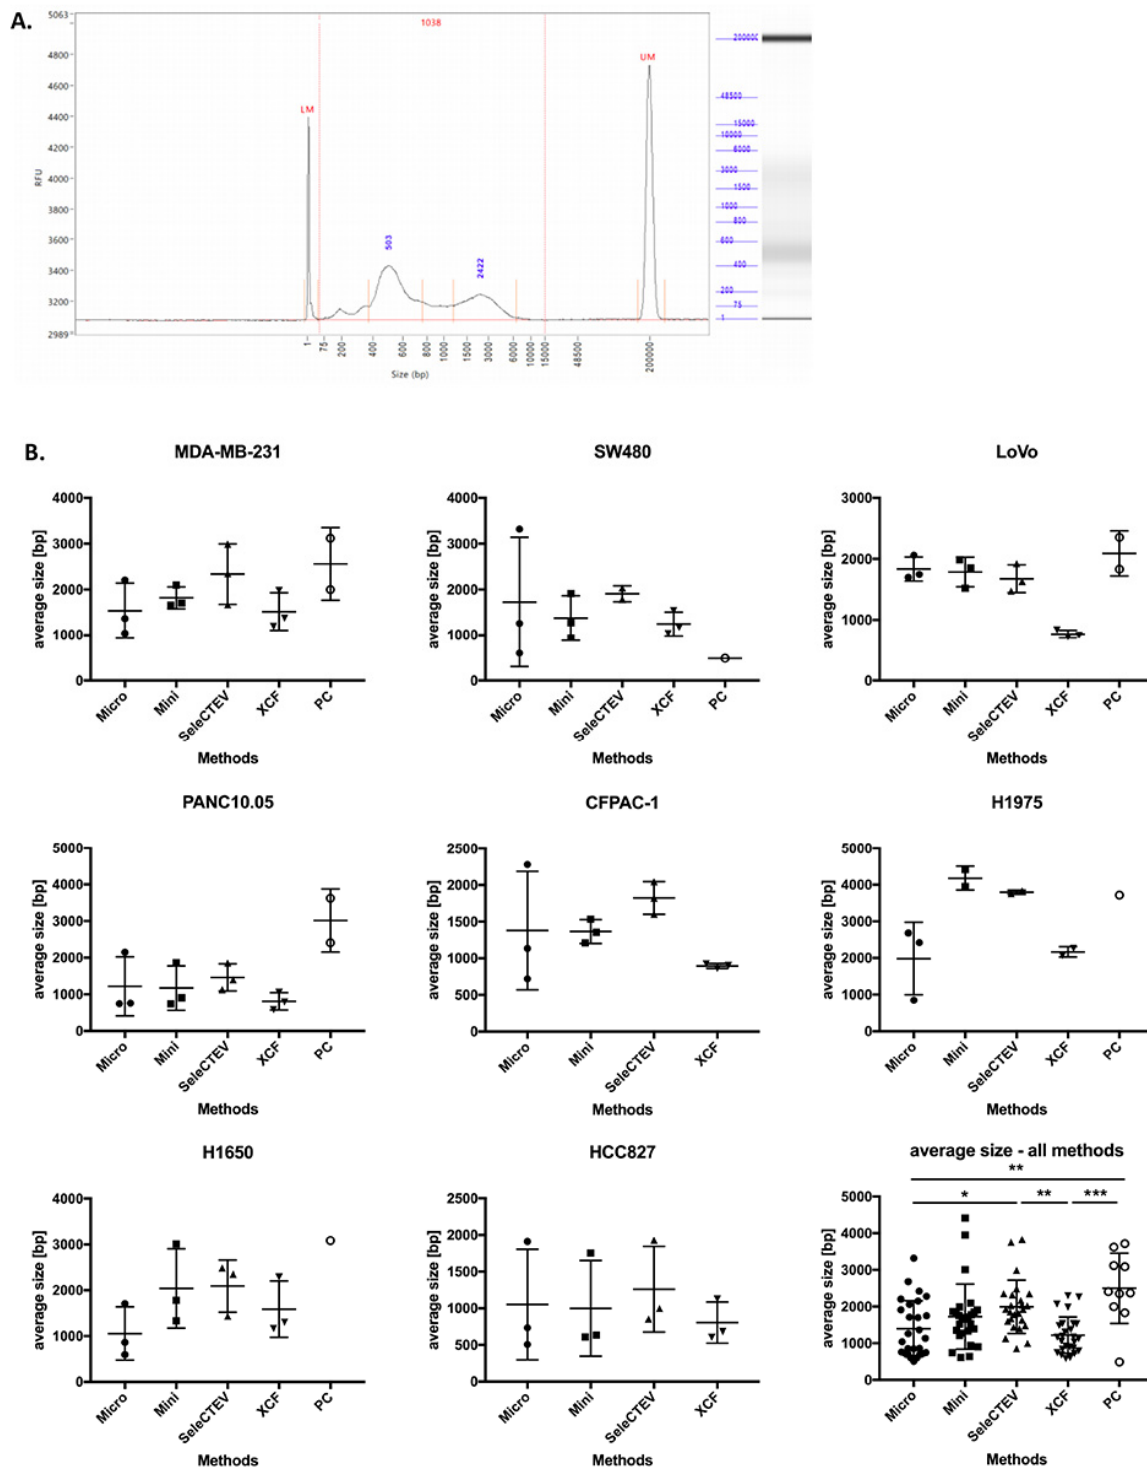 A.
5063
4800
4600
4400
4200
4000
3800
3600
3400
3200
2989
RFU
1038
LM
503
2422
UM
1
75
200
400
600
800
1000
1500
3000
6000
10000
15000
48500
200000
Size (bp)
200000
48500
15000
10000
6000
3000
1500
1000
800
600
400
200
75
1
B.
MDA-MB-231
average size [bp]
4000
3000
2000
1000
0
Micro
Mini
SeleCTEV
XCF
PC
Methods
SW480
average size [bp]
4000
3000
2000
1000
0
Micro
Mini
SeleCTEV
XCF
PC
Methods
LoVo
average size [bp]
3000
2000
1000
0
Micro
Mini
SeleCTEV
XCF
PC
Methods
PANC10.05
average size [bp]
5000
4000
3000
2000
1000
0
Micro
Mini
SeleCTEV
XCF
PC
Methods
CFPAC-1
average size [bp]
2500
2000
1500
1000
500
0
Micro
Mini
SeleCTEV
XCF
Methods
H1975
average size [bp]
5000
4000
3000
2000
1000
0
Micro
Mini
SeleCTEV
XCF
PC
Methods
H1650
average size [bp]
4000
3000
2000
1000
0
Micro
Mini
SeleCTEV
XCF
PC
Methods
HCC827
average size [bp]
2500
2000
1500
1000
500
0
Micro
Mini
SeleCTEV
XCF
Methods
average size - all methods
**
* ** ***
average size [bp]
5000
4000
3000
2000
1000
0
Micro
Mini
SeleCTEV
XCF
PC
Methods